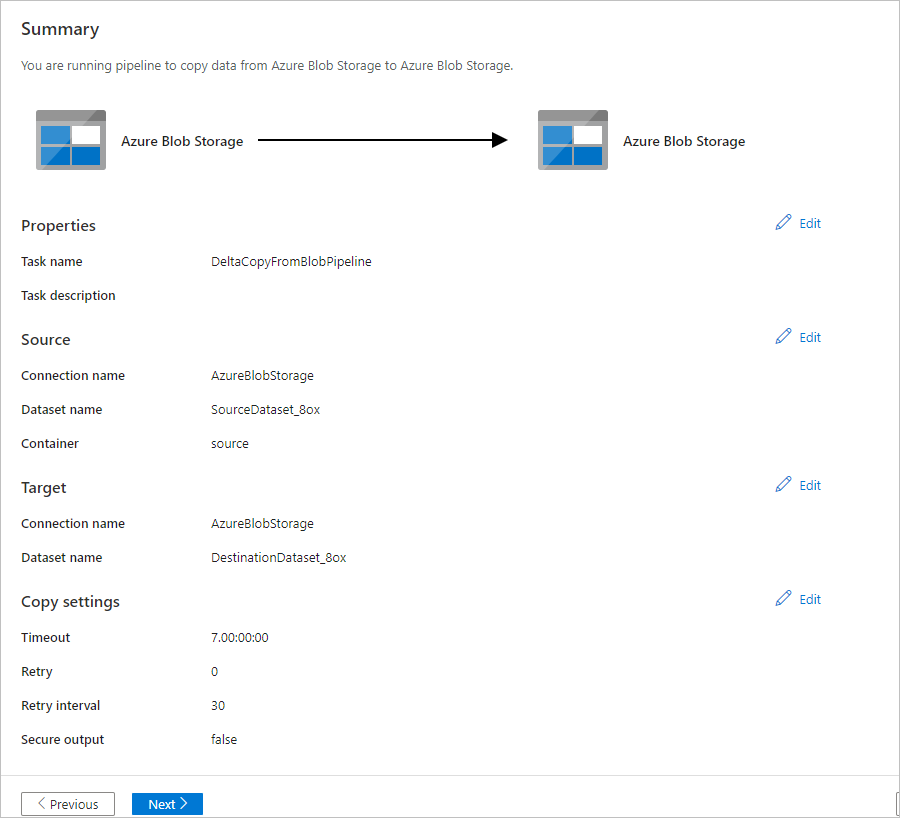 Summary
You are running pipeline to copy data from Azure Blob Storage to Azure Blob Storage.
Azure Blob Storage Azure Blob Storage
Properties Edit
Task name DeltaCopyFromBlobPipeline
Task description
Source Edit
Connection name AzureBlobStorage
Dataset name SourceDataset_8ox
Container source
Target Edit
Connection name AzureBlobStorage
Dataset name DestinationDataset_8ox
Copy settings Edit
Timeout 7.00:00:00
Retry 0
Retry interval 30
Secure output false
Previous Next